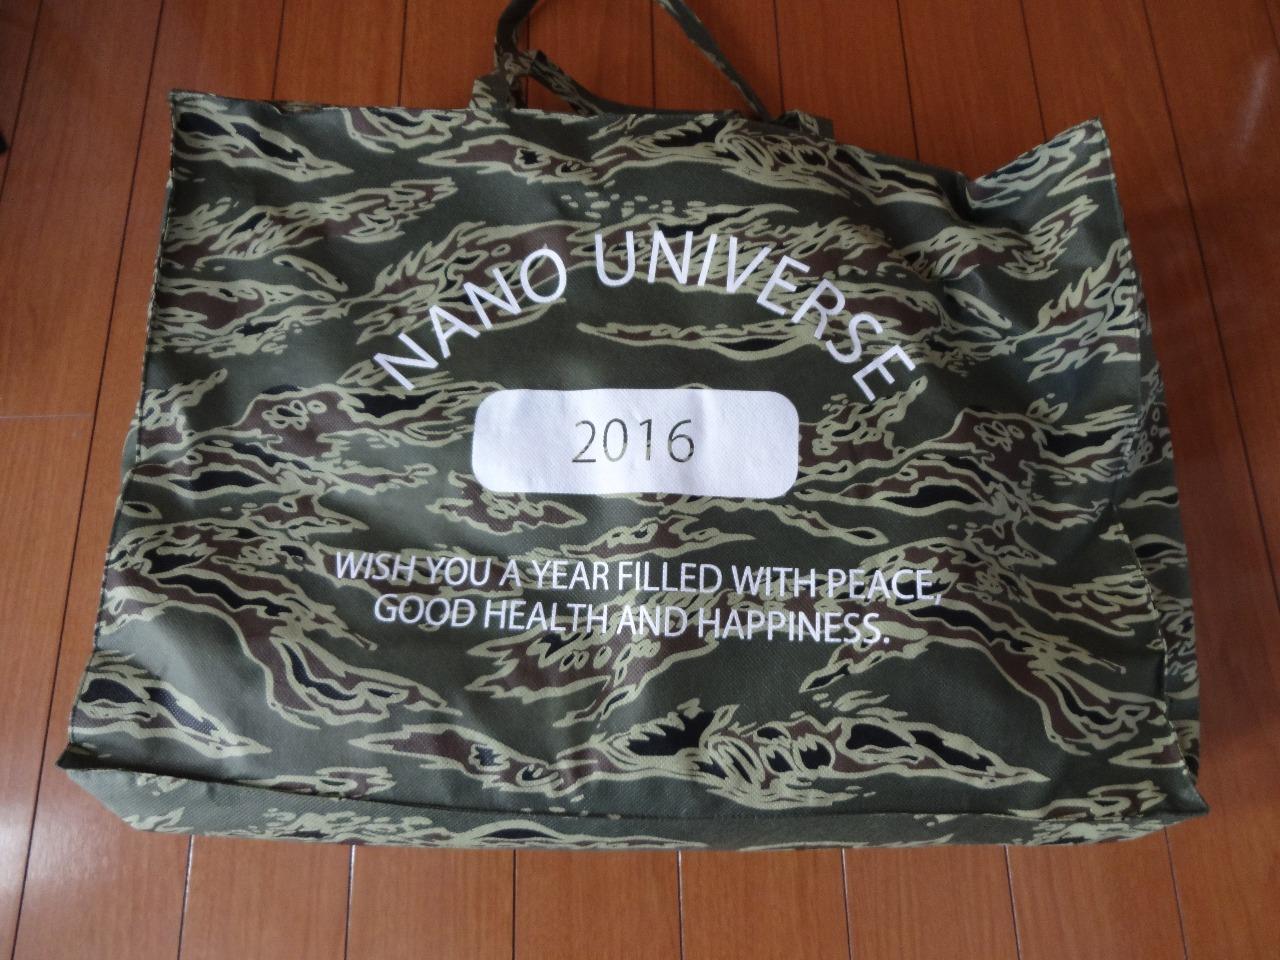 NANO UNIVERSE
2016
WISH YOU A YEAR FILLED WITH PEACE,
GOOD HEALTH AND HAPPINESS.